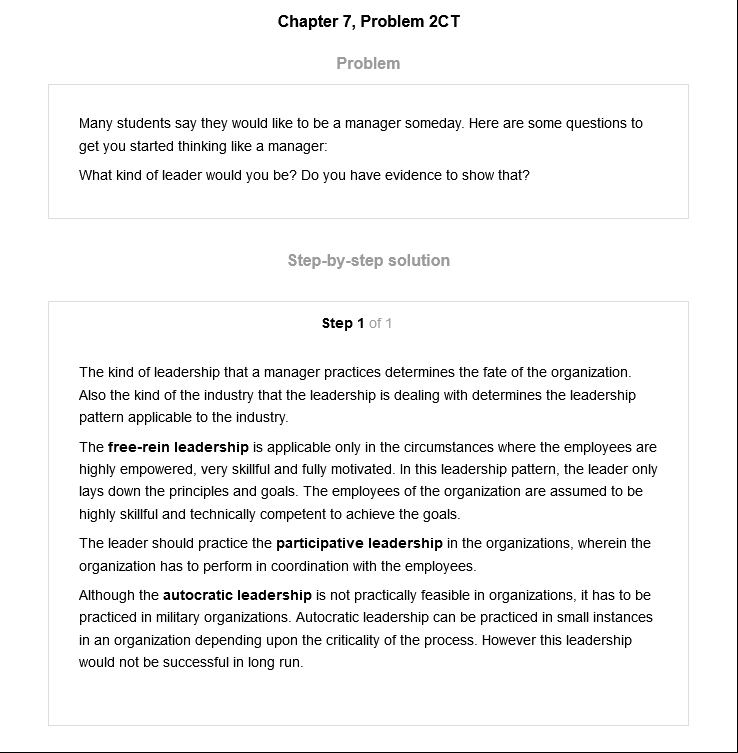 Chapter 7, Problem 2CT
Problem
Many students say they would like to be a manager someday. Here are some questions to
get you started thinking like a manager:
What kind of leader would you be? Do you have evidence to show that?
Step-by-step solution
Step 1 of 1
The kind of leadership that a manager practices determines the fate of the organization.
Also the kind of the industry that the leadership is dealing with determines the leadership
pattern applicable to the industry.
The free-rein leadership is applicable only in the circumstances where the employees are
highly empowered, very skillful and fully motivated. In this leadership pattern, the leader only
lays down the principles and goals. The employees of the organization are assumed to be
highly skillful and technically competent to achieve the goals.
The leader should practice the participative leadership in the organizations, wherein the
organization has to perform in coordination with the employees.
Although the autocratic leadership is not practically feasible in organizations, it has to be
practiced in military organizations. Autocratic leadership can be practiced in small instances
in an organization depending upon the criticality of the process. However this leadership
would not be successful in long run.